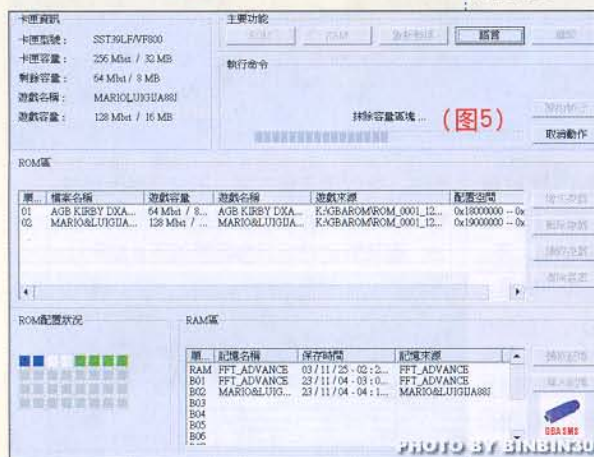 卡匣資訊
卡匣型號： SST39LF/VF800
卡匣容量： 256 Mbit / 32 MB
剩餘容量： 64 Mbit / 8 MB
遊戲名稱： MARIOLUIGIJA88J
遊戲容量： 128 Mbit / 16 MB
主要功能
ROM RAM
執行命令
抹除容量區塊 ... (图5)
取消動作
ROM區
順... 檔案名稱 遊戲容量 遊戲名稱 遊戲來源 配置空間
01 AGB KIRBY DXA... 64 Mbit / 8... AGB KIRBY DXA... K:\GBAROM\ROM_0001_12... 0x18000000 -- 0x
02 MARIO&LUIGIJA... 128 Mbit / ... MARIO&LUIGIJA... K:\GBAROM\ROM_0001_12... 0x19000000 -- 0x
ROM配置狀況
RAM區
順... 記憶名稱 保存時間 記憶來源
RAM FFT_ADVANCE 03 / 11 / 25 - 02 : 2... FFT_ADVANCE
B01 FFT_ADVANCE 23 / 11 / 04 - 03 : 0... FFT_ADVANCE
B02 MARIO&LUIG... 23 / 11 / 04 - 04 : 1... MARIO&LUIGIJA88J
B03
B04
B05
B06
GBA SMS
PHOTO BY BINBIN30